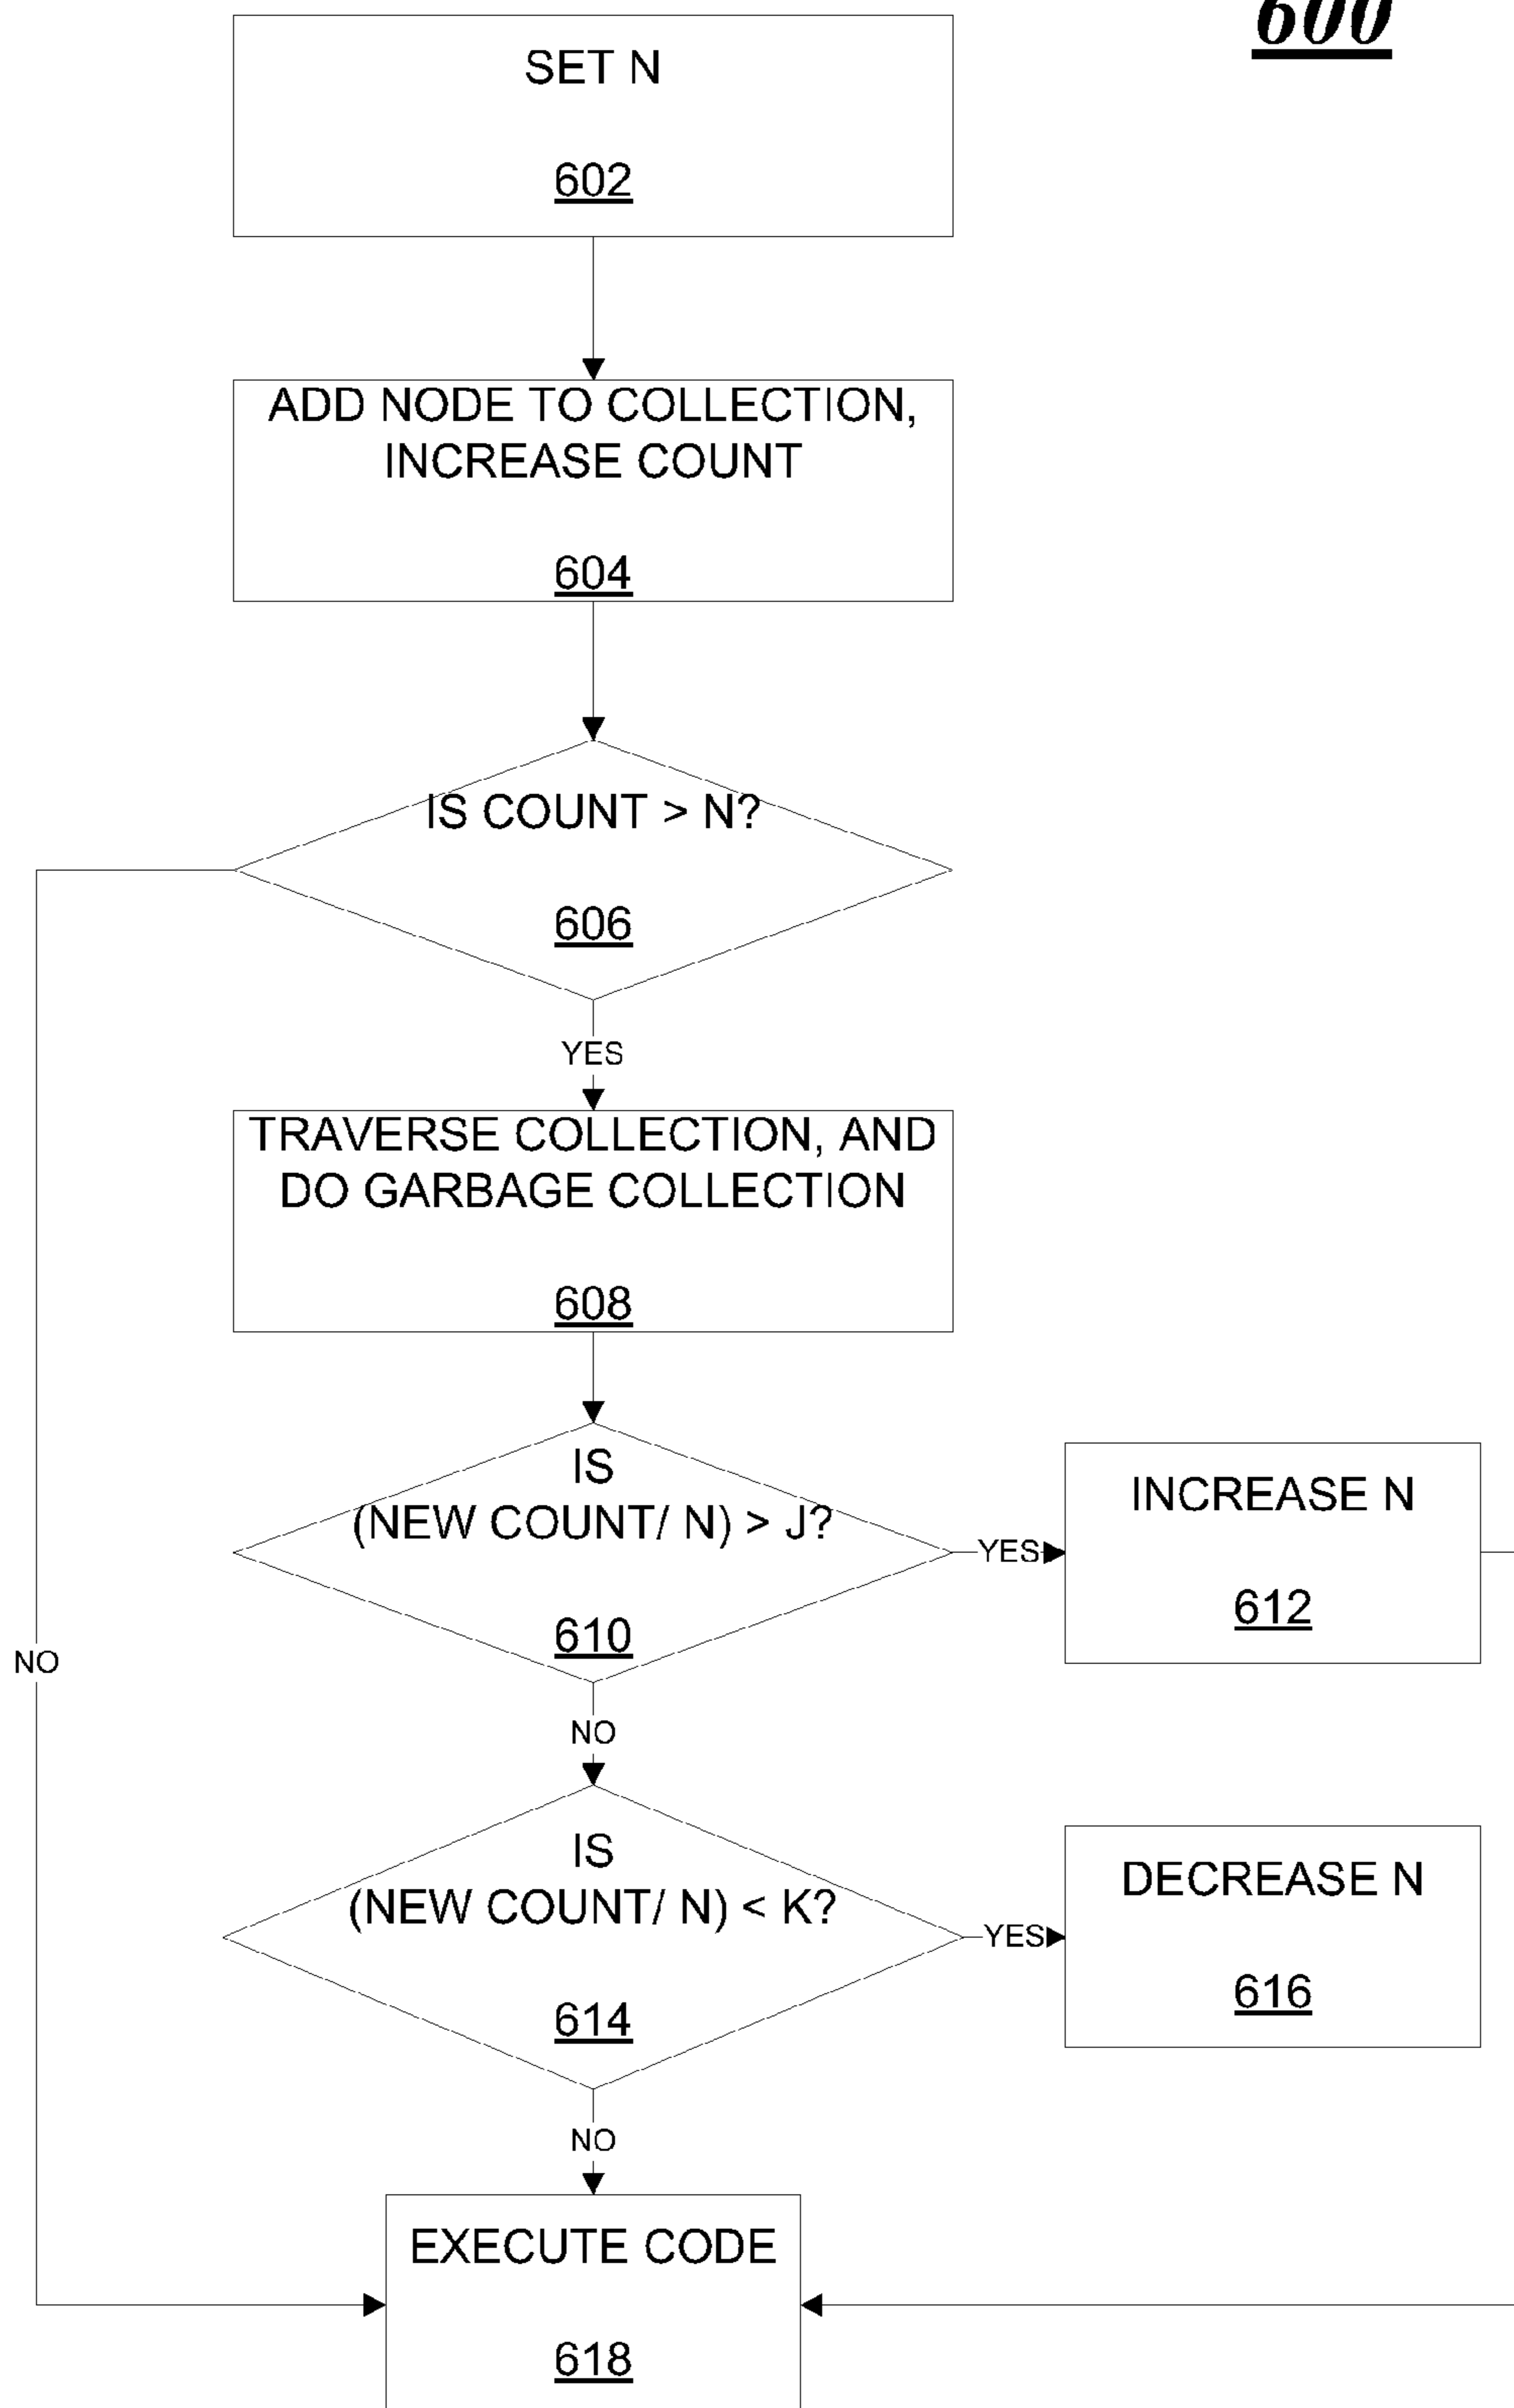 600
SET N
602
ADD NODE TO COLLECTION,
INCREASE COUNT
604
IS COUNT > N?
606
YES
TRAVERSE COLLECTION, AND
DO GARBAGE COLLECTION
608
IS
(NEW COUNT/ N) > J?
610
YES
INCREASE N
612
NO
NO
IS
(NEW COUNT/ N) < K?
614
YES
DECREASE N
616
NO
EXECUTE CODE
618